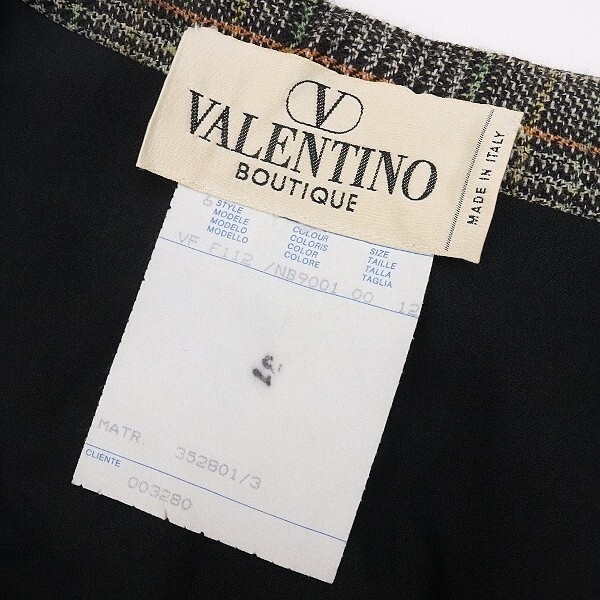 V
VALENTINO
BOUTIQUE
MADE IN ITALY
STYLE
MODELE
MODELO
MODELLO
COLOUR
COLORIS
COLOR
COLORE
SIZE
TAILLE
TALLA
TAGLIA
VF F112 /NB9001 00 12
MATR. 352801/3
CLIENTE
003280